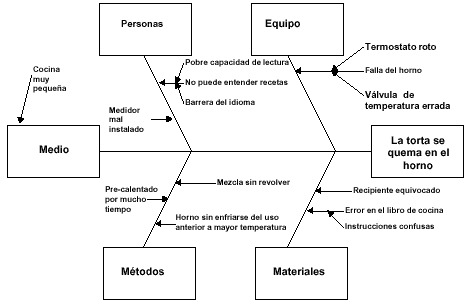 Personas
Equipo
Cocina
muy
pequeña
Pobre capacidad de lectura
No puede entender recetas
Barrera del idioma
Medidor
mal
instalado
Termostato roto
Falla del horno
Válvula de
temperatura errada
Medio
La torta se
quema en el
horno
Pre-calentado
por mucho
tiempo
Mezcla sin revolver
Horno sin enfriarse del uso
anterior a mayor temperatura
Recipiente equivocado
Error en el libro de cocina
Instrucciones confusas
Métodos
Materiales